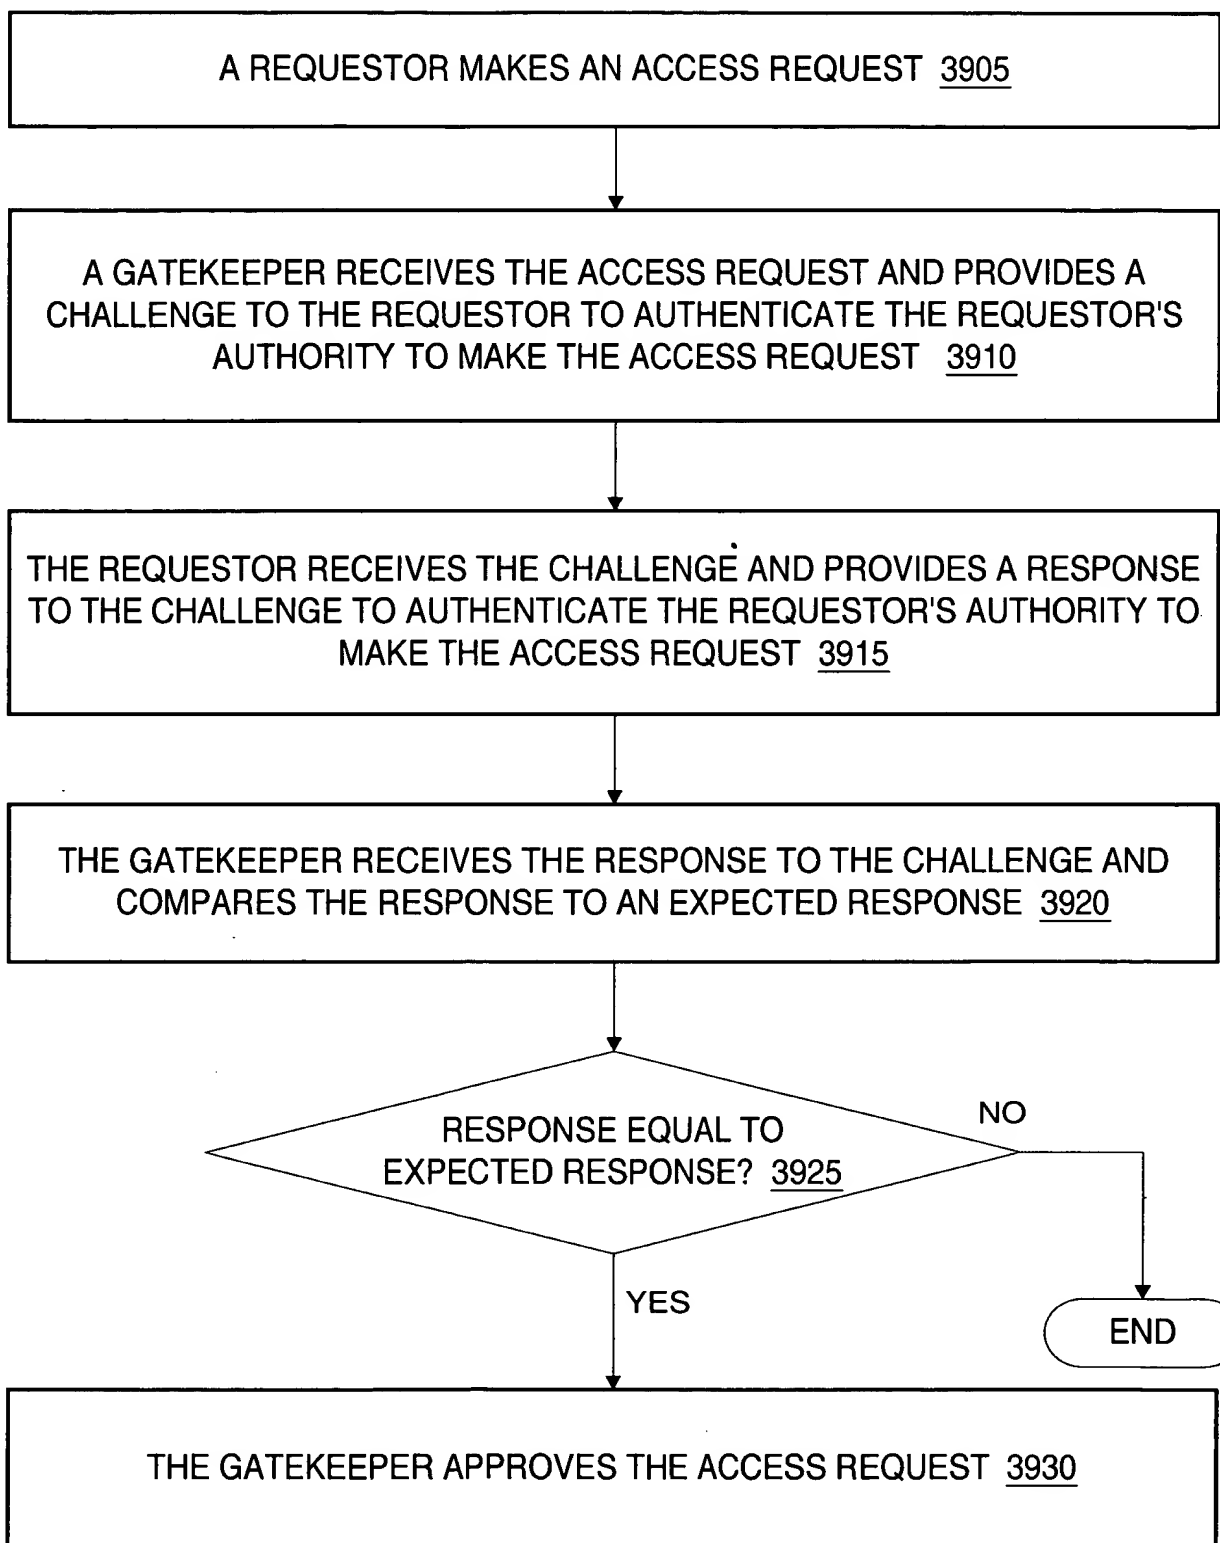 A REQUESTOR MAKES AN ACCESS REQUEST 3905
A GATEKEEPER RECEIVES THE ACCESS REQUEST AND PROVIDES A
CHALLENGE TO THE REQUESTOR TO AUTHENTICATE THE REQUESTOR'S
AUTHORITY TO MAKE THE ACCESS REQUEST 3910
THE REQUESTOR RECEIVES THE CHALLENGE AND PROVIDES A RESPONSE
TO THE CHALLENGE TO AUTHENTICATE THE REQUESTOR'S AUTHORITY TO
MAKE THE ACCESS REQUEST 3915
THE GATEKEEPER RECEIVES THE RESPONSE TO THE CHALLENGE AND
COMPARES THE RESPONSE TO AN EXPECTED RESPONSE 3920
RESPONSE EQUAL TO
EXPECTED RESPONSE? 3925
NO
YES
END
THE GATEKEEPER APPROVES THE ACCESS REQUEST 3930